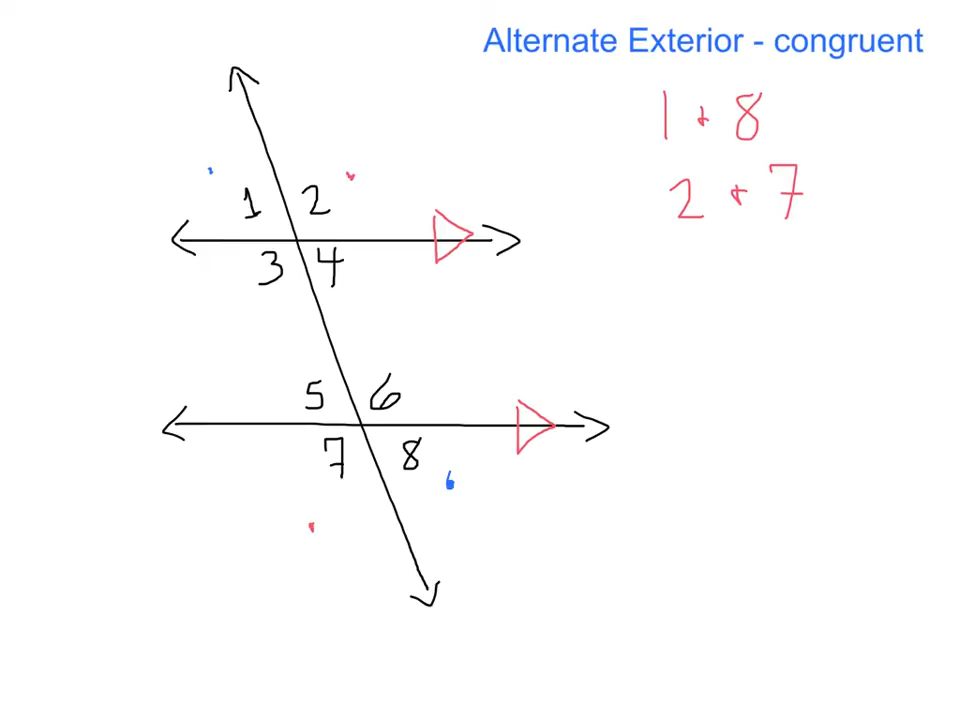 Alternate Exterior - congruent
1 + 8
2 + 7
1 2
3 4
5 6
7 8